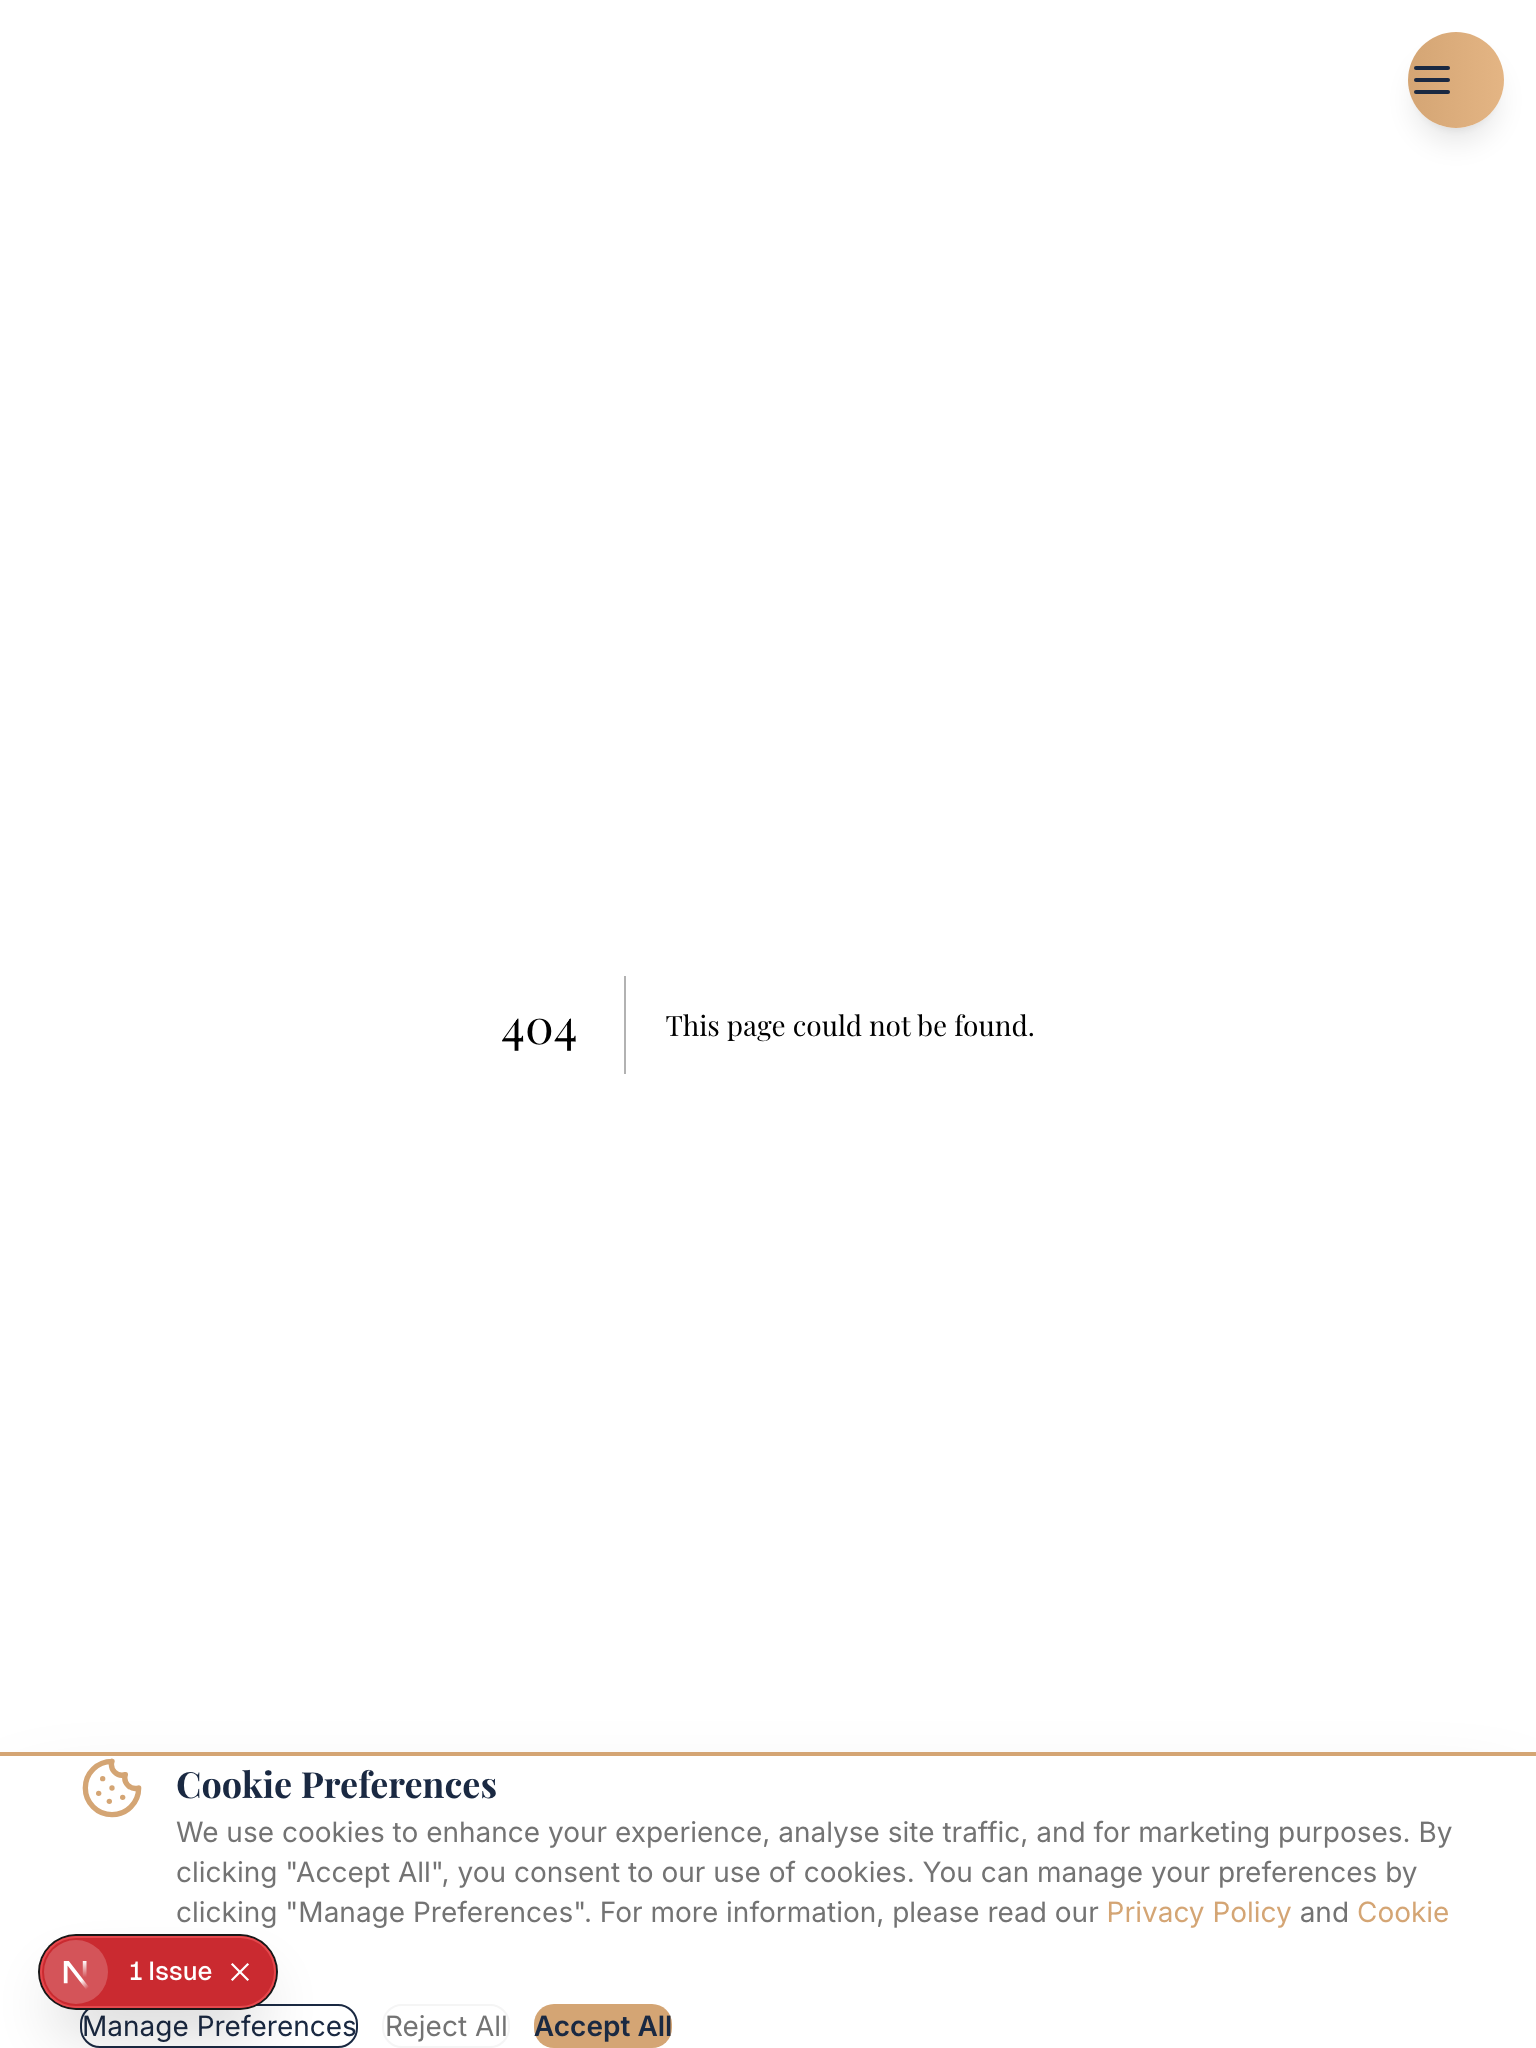 404
This page could not be found.
Cookie Preferences
We use cookies to enhance your experience, analyse site traffic, and for marketing purposes. By
clicking "Accept All", you consent to our use of cookies. You can manage your preferences by
clicking "Manage Preferences". For more information, please read our Privacy Policy and Cookie
N
1 Issue
Manage Preferences
Reject All
Accept All